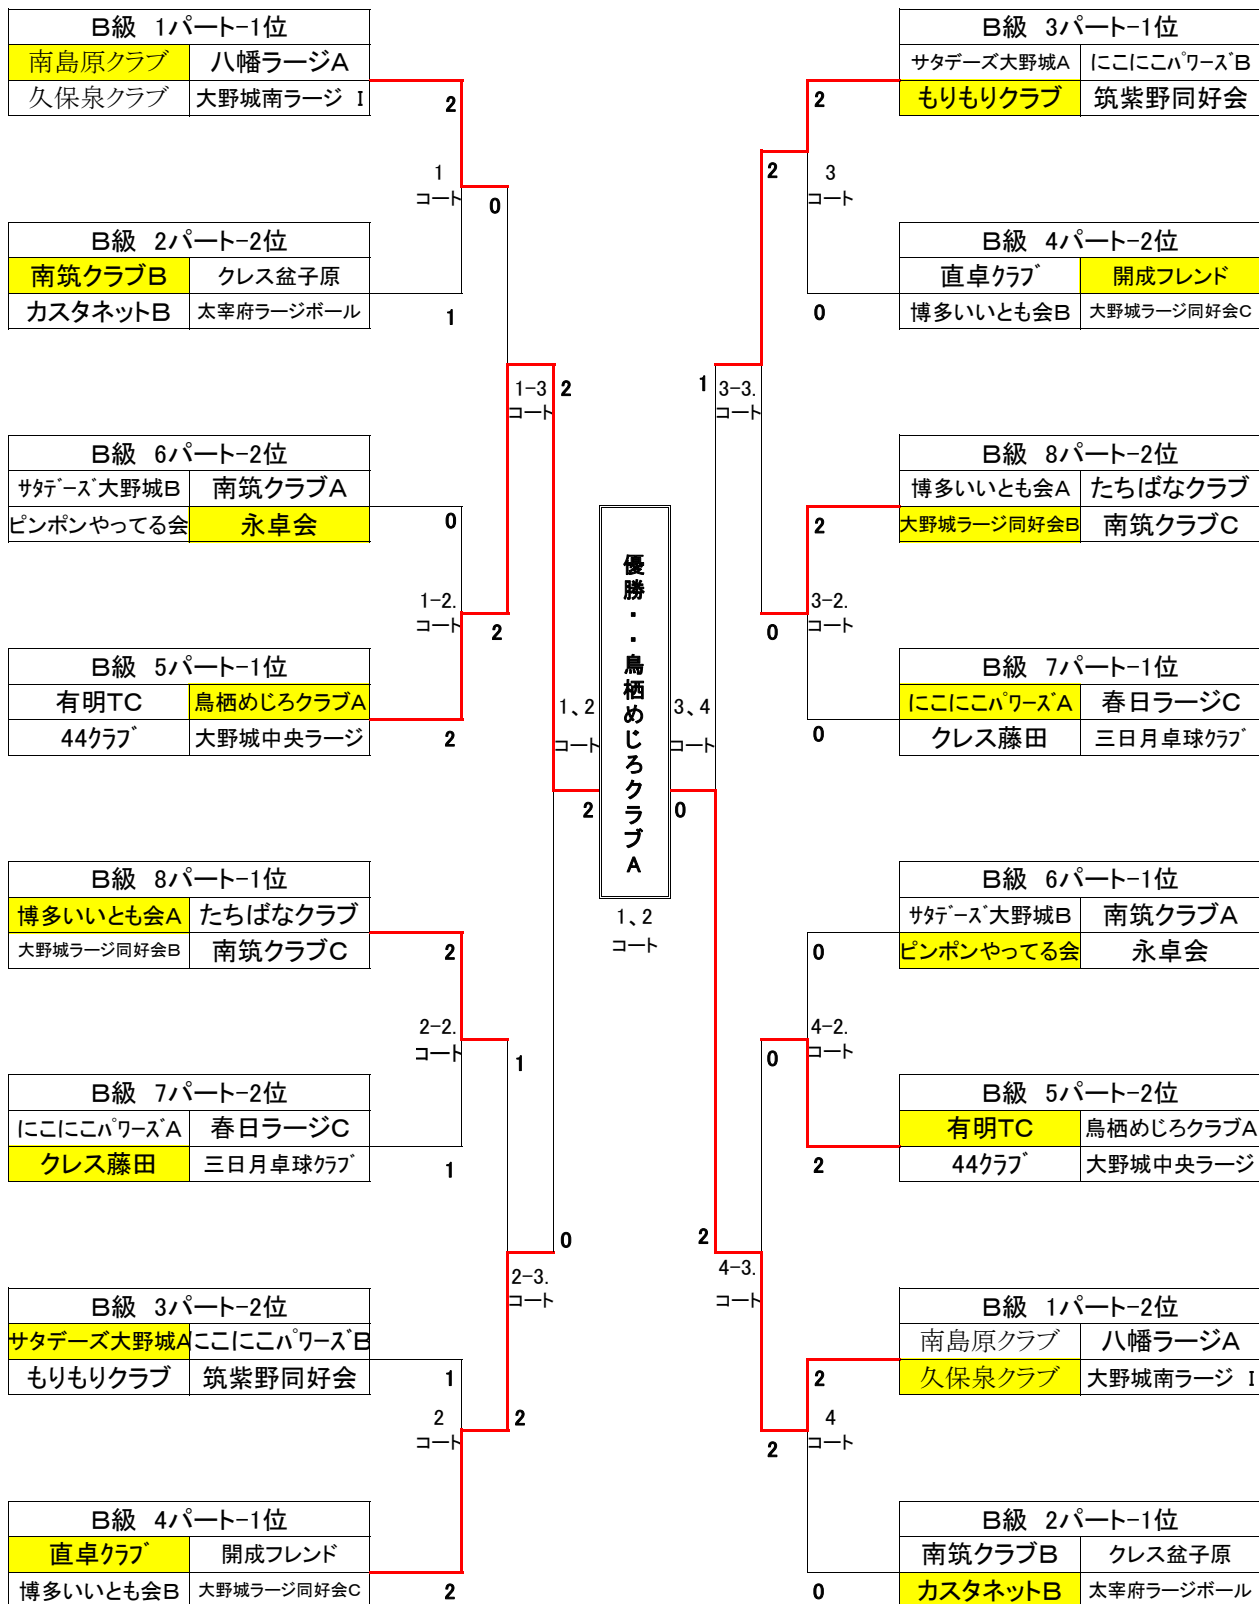 B級 1パート-1位
南島原クラブ 八幡ラージA
久保泉クラブ 大野城南ラージ I
2
1
コート
0
B級 2パート-2位
南筑クラブB クレス盆子原
カスタネットB 太宰府ラージボール
1
1-3
コート
2
B級 6パート-2位
サタデーズ大野城B 南筑クラブA
ピンポンやってる会 永卓会
0
1-2.
コート
2
B級 5パート-1位
有明TC 鳥栖めじろクラブA
44クラブ 大野城中央ラージ
2
1、2
コート
2
B級 8パート-1位
博多いいとも会A たちばなクラブ
大野城ラージ同好会B 南筑クラブC
2
2-2.
コート
1
B級 7パート-2位
にこにこパワーズA 春日ラージC
クレス藤田 三日月卓球クラブ
1
0
2-3.
コート
B級 3パート-2位
サタデーズ大野城A にこにこパワーズB
もりもりクラブ 筑紫野同好会
1
2
コート
2
B級 4パート-1位
直卓クラブ 開成フレンド
博多いいとも会B 大野城ラージ同好会C
2
優勝・・鳥栖めじろクラブA
1、2
コート
B級 3パート-1位
サタデーズ大野城A にこにこパワーズB
もりもりクラブ 筑紫野同好会
2
2
3
コート
B級 4パート-2位
直卓クラブ 開成フレンド
博多いいとも会B 大野城ラージ同好会C
0
1
3-3.
コート
B級 8パート-2位
博多いいとも会A たちばなクラブ
大野城ラージ同好会B 南筑クラブC
2
3-2.
コート
0
B級 7パート-1位
にこにこパワーズA 春日ラージC
クレス藤田 三日月卓球クラブ
0
3、4
コート
0
B級 6パート-1位
サタデーズ大野城B 南筑クラブA
ピンポンやってる会 永卓会
0
4-2.
コート
0
B級 5パート-2位
有明TC 鳥栖めじろクラブA
44クラブ 大野城中央ラージ
2
2
4-3.
コート
B級 1パート-2位
南島原クラブ 八幡ラージA
久保泉クラブ 大野城南ラージ I
2
4
コート
2
B級 2パート-1位
南筑クラブB クレス盆子原
カスタネットB 太宰府ラージボール
0